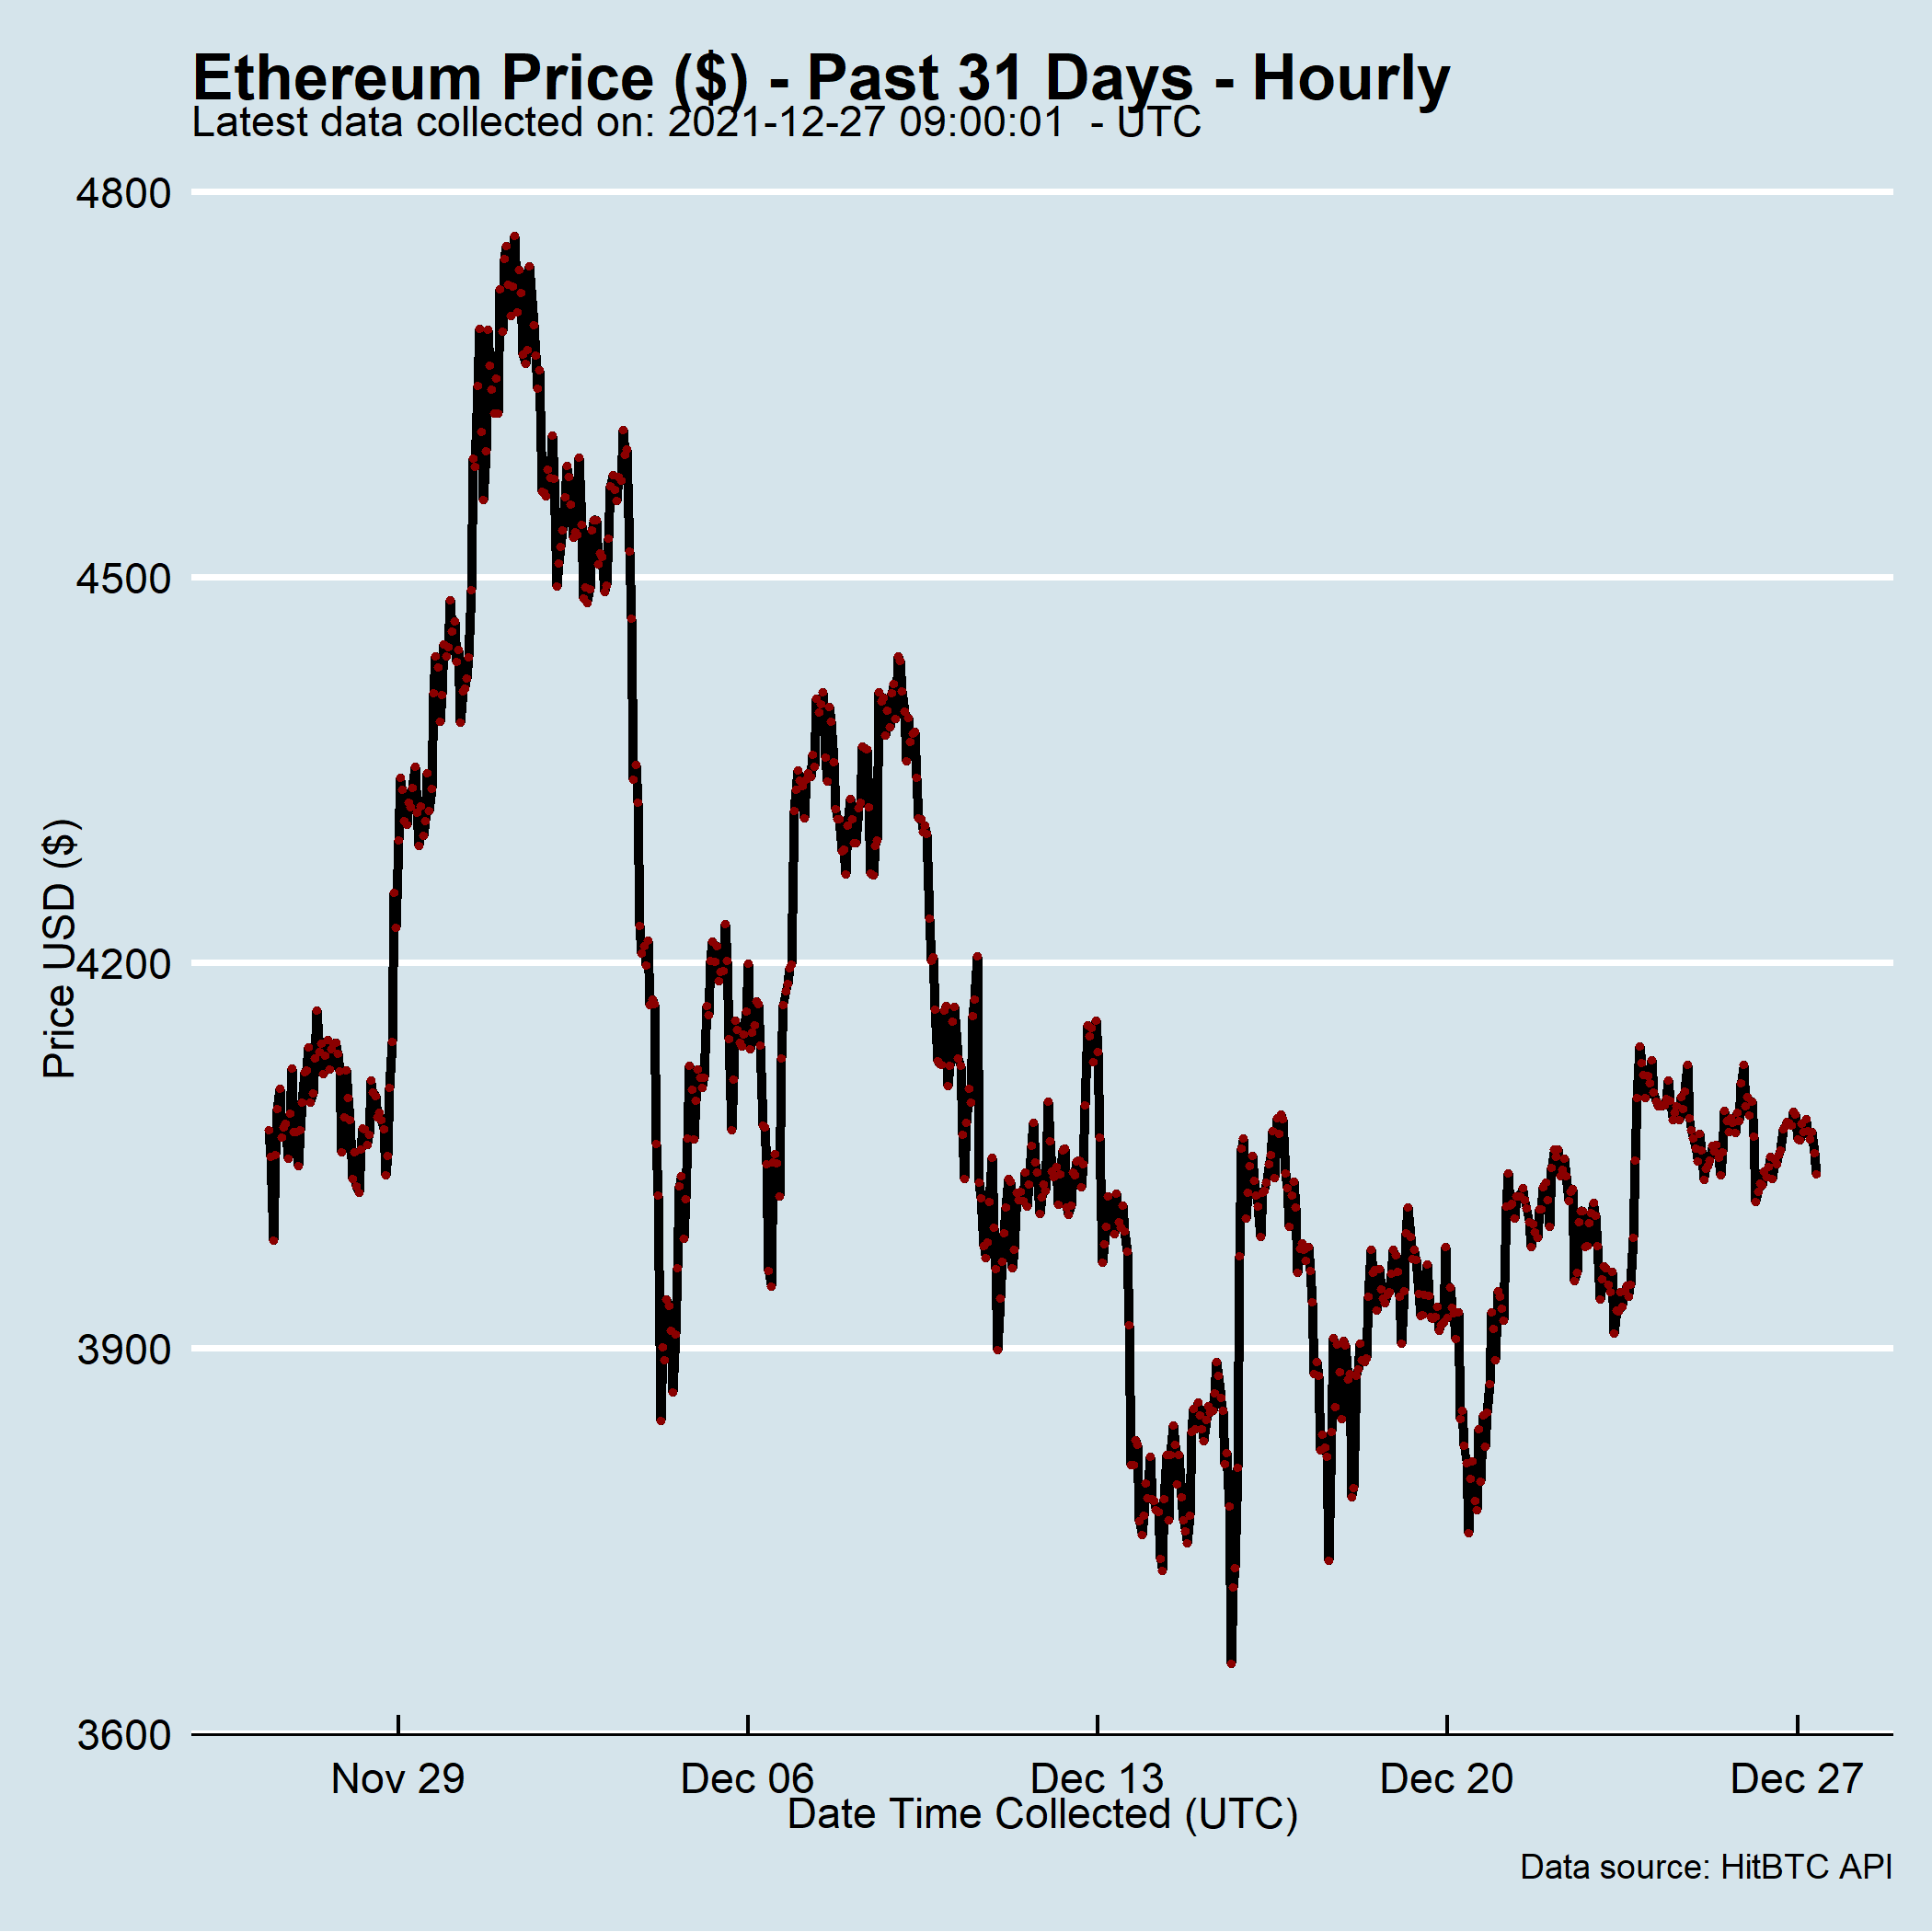 Ethereum Price ($) - Past 31 Days - Hourly
Latest data collected on: 2021-12-27 09:00:01  - UTC
4800
4500
4200
3900
3600
Price USD ($)
Nov 29 Dec 06 Dec 13 Dec 20 Dec 27
Date Time Collected (UTC)
Data source: HitBTC API